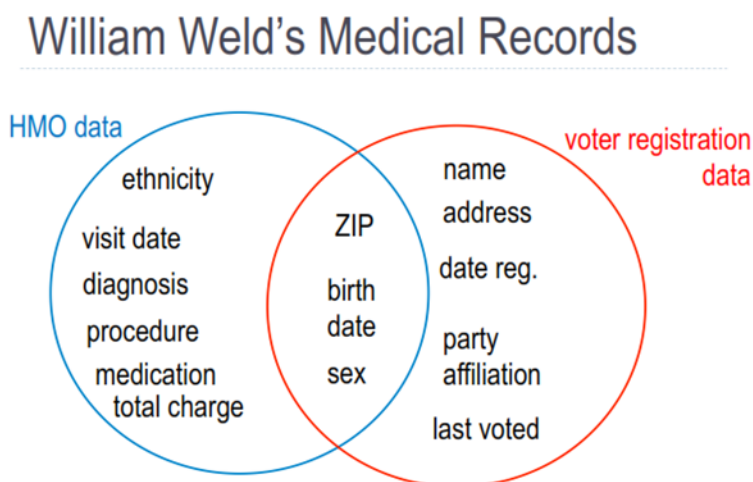 William Weld's Medical Records
HMO data
voter registration
data
ethnicity
visit date
diagnosis
procedure
medication
total charge
ZIP
birth
date
sex
name
address
date reg.
party
affiliation
last voted